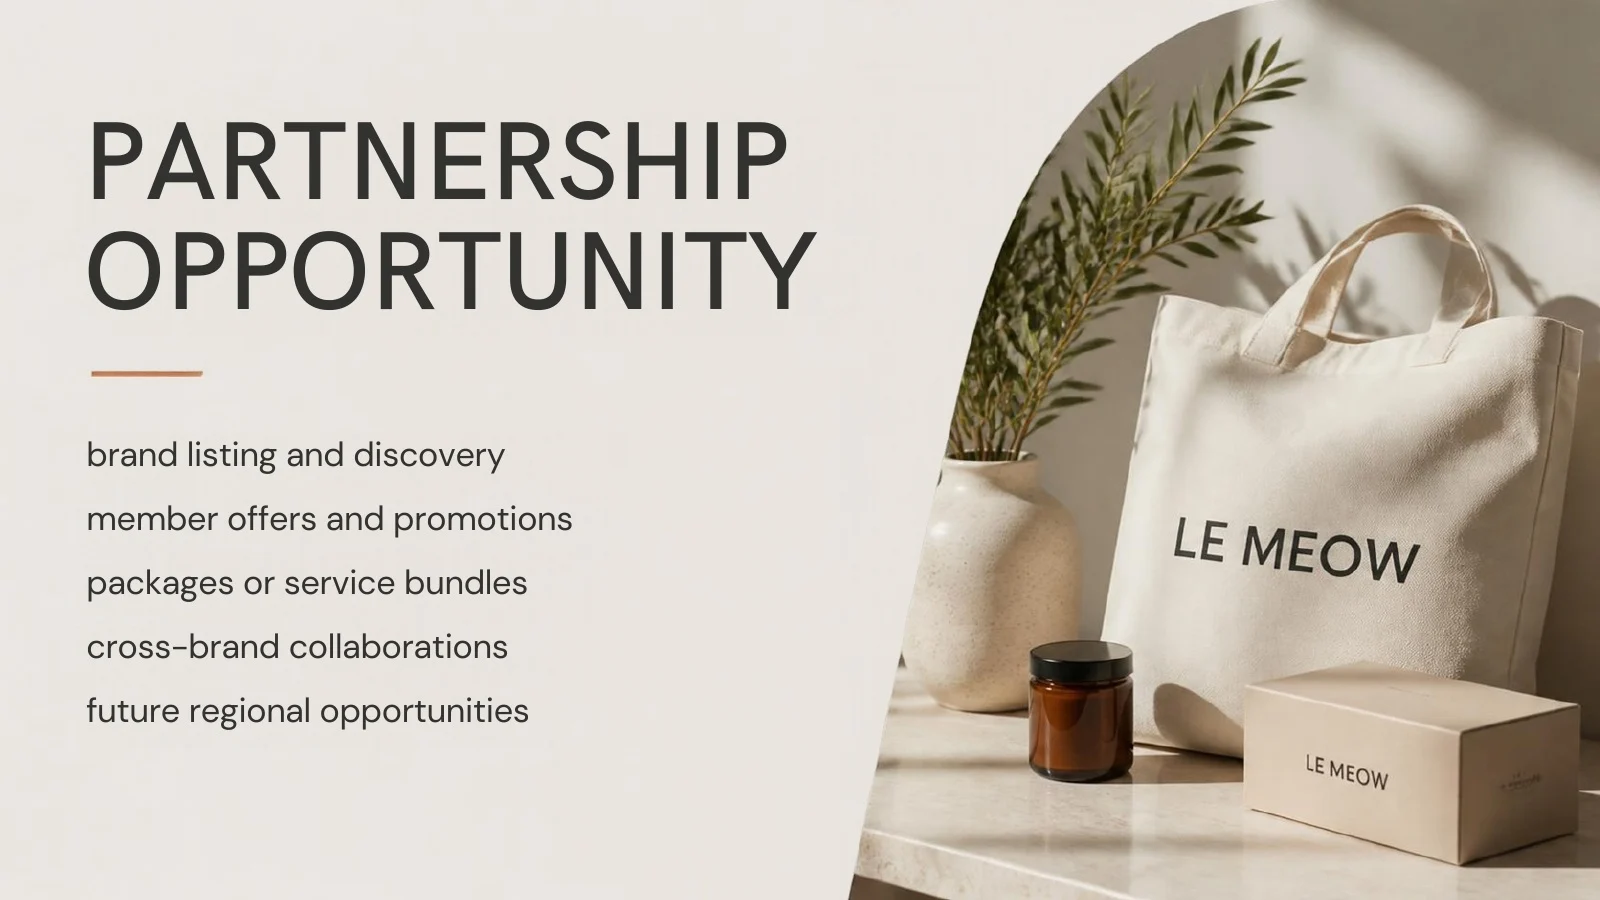 PARTNERSHIP
OPPORTUNITY
brand listing and discovery
member offers and promotions
packages or service bundles
cross-brand collaborations
future regional opportunities
LE MEOW
LE MEOW